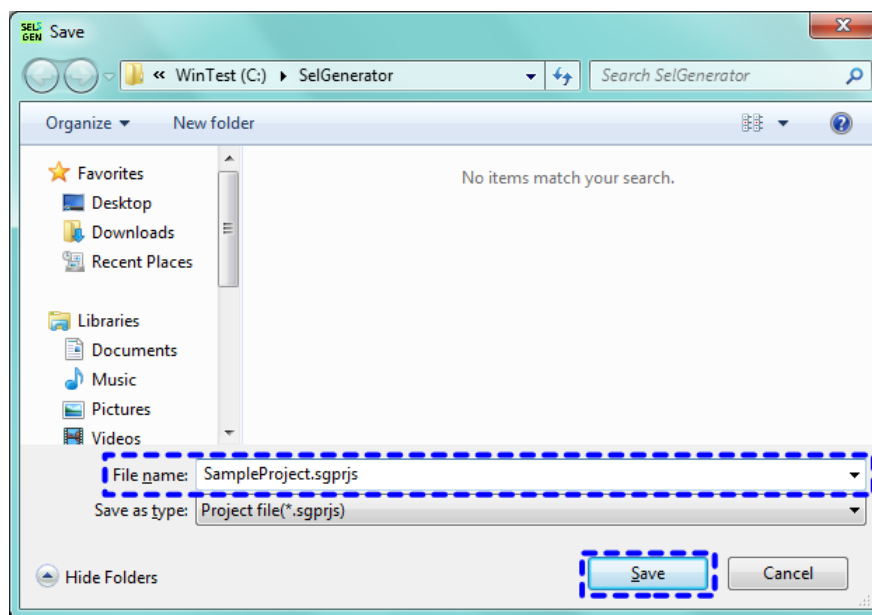 SEL GEN Save
« WinTest (C:) ▸ SelGenerator Search SelGenerator
Organize New folder
Favorites
No items match your search.
Desktop
Downloads
Recent Places
Libraries
Documents
Music
Pictures
Videos
File name: SampleProject.sgprjs
Save as type: Project file(*.sgprjs)
Hide Folders Save Cancel